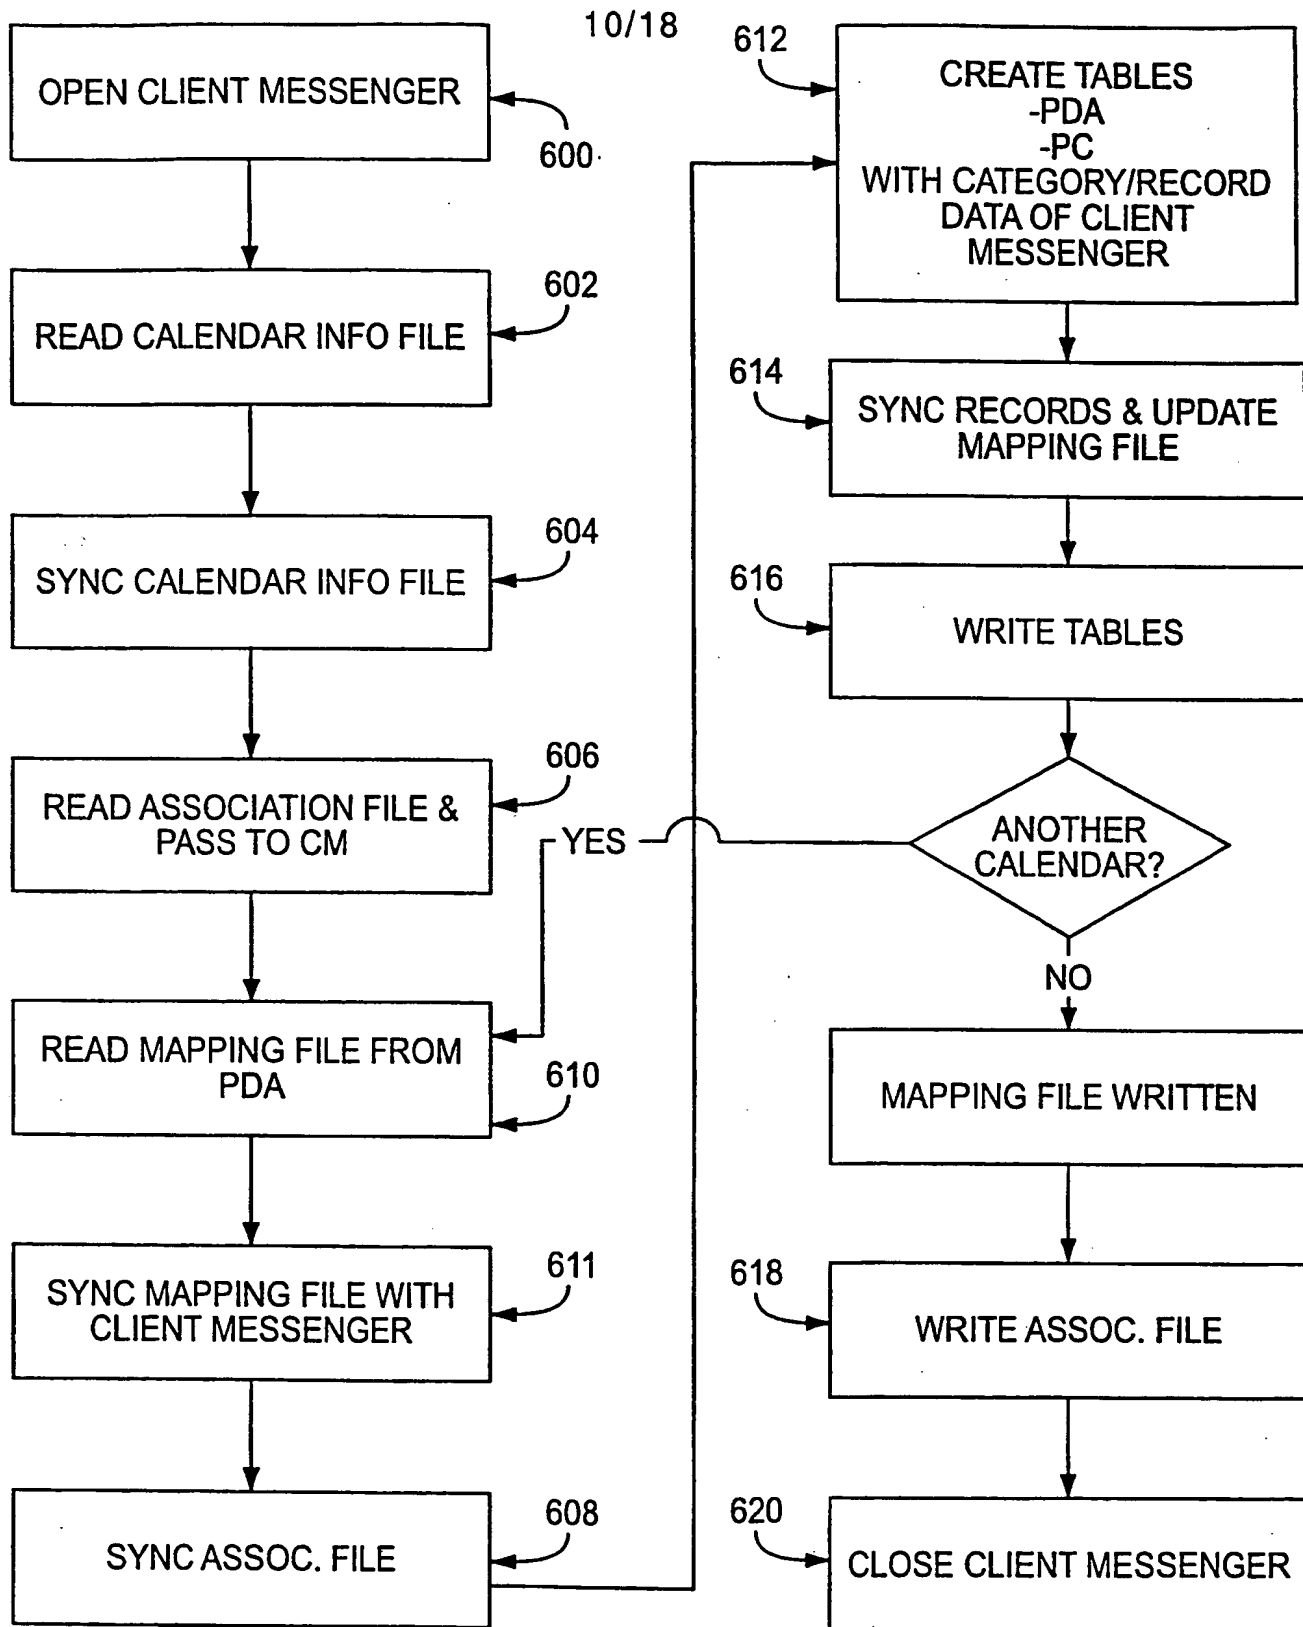 10/18
OPEN CLIENT MESSENGER
600
READ CALENDAR INFO FILE
602
SYNC CALENDAR INFO FILE
604
READ ASSOCIATION FILE &
PASS TO CM
606
READ MAPPING FILE FROM
PDA
610
SYNC MAPPING FILE WITH
CLIENT MESSENGER
611
SYNC ASSOC. FILE
608
612
CREATE TABLES
-PDA
-PC
WITH CATEGORY/RECORD
DATA OF CLIENT
MESSENGER
614
SYNC RECORDS & UPDATE
MAPPING FILE
616
WRITE TABLES
ANOTHER
CALENDAR?
YES
NO
MAPPING FILE WRITTEN
618
WRITE ASSOC. FILE
620
CLOSE CLIENT MESSENGER